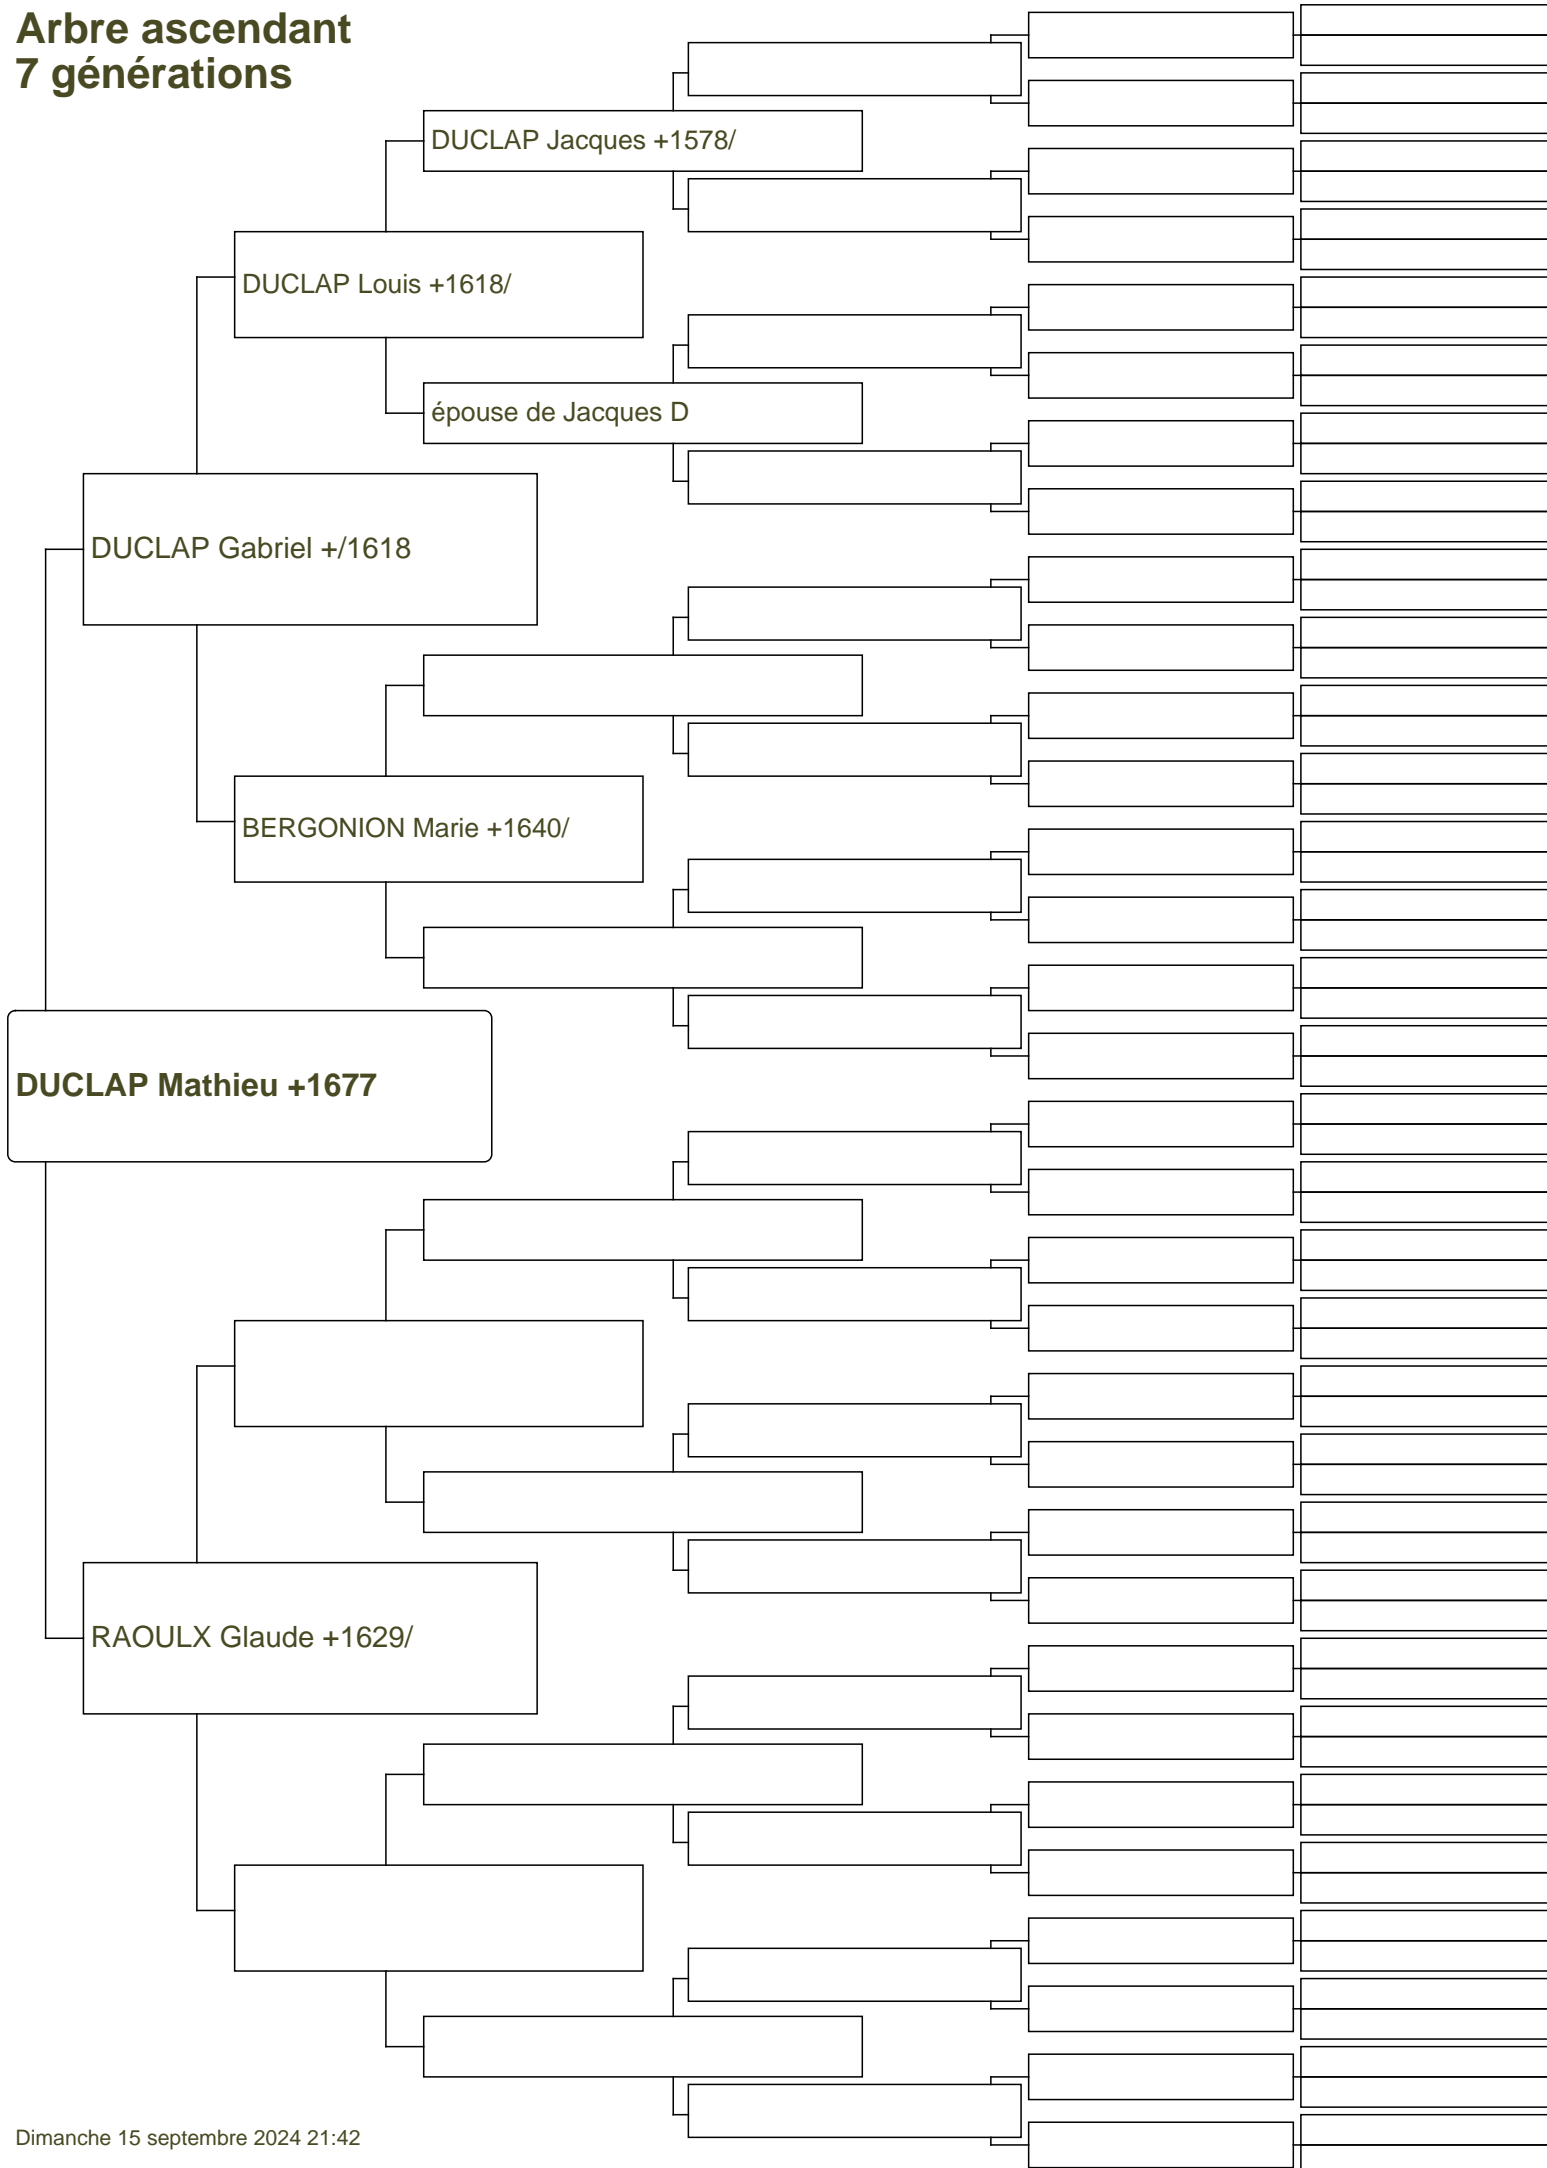 Arbre ascendant
7 générations
DUCLAP Jacques +1578/
DUCLAP Louis +1618/
épouse de Jacques D
DUCLAP Gabriel +/1618
BERGONION Marie +1640/
DUCLAP Mathieu +1677
RAOULX Glaude +1629/
Dimanche 15 septembre 2024 21:42